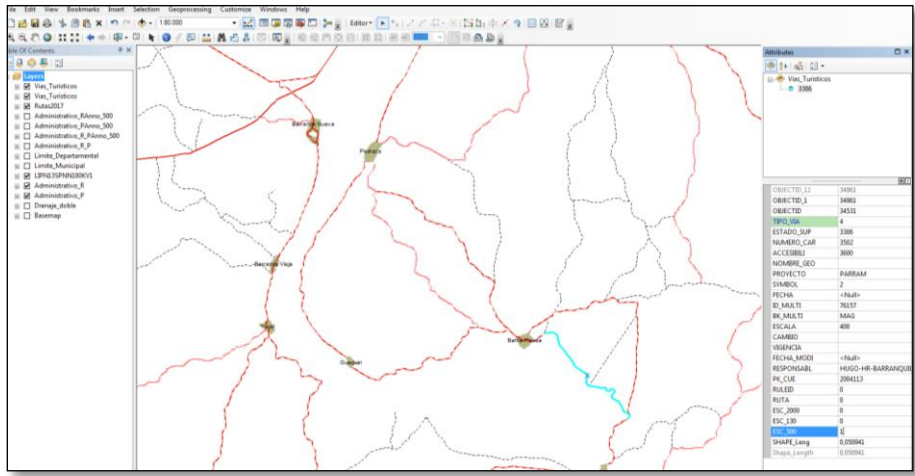 ile Edit View Bookmarks Insert Selection Geoprocessing Customize Windows Help
1:80.000
Editor
ble Of Contents
Layers
Vias_Turisticos
Vias_Turisticos
Rutas2017
Administrativo_RAnno_500
Administrativo_PAnno_500
Administrativo_R_PAnno_500
Administrativo_R_P
Limite_Departamental
Limite_Municipal
Administrativo_R
Administrativo_P
Drenaje_doble
Basemap
Barranca Nueva
Barranca Vieja
Attributes
Vias_Turisticos
3306
OBJECTID_12 34961
OBJECTID_1 34961
OBJECTID 34531
TIPO_VIA 4
ESTADO_SUP 3306
NUMERO_CAR 3502
ACCESIBILI 3600
NOMBRE_GEO
PROYECTO PARRAM
SYMBOL 2
FECHA <Null>
ID_MULTI 76157
BK_MULTI MAG
ESCALA 400
CAMBIO
VIGENCIA
FECHA_MODI <Null>
RESPONSABL HUGO-HR-BARRANQUIL
PK_CUE 2004113
RULEID 0
RUTA 0
ESC_2000 0
ESC_130 0
ESC_500 1
SHAPE_Leng 0,050941
Shape_Length 0,050941